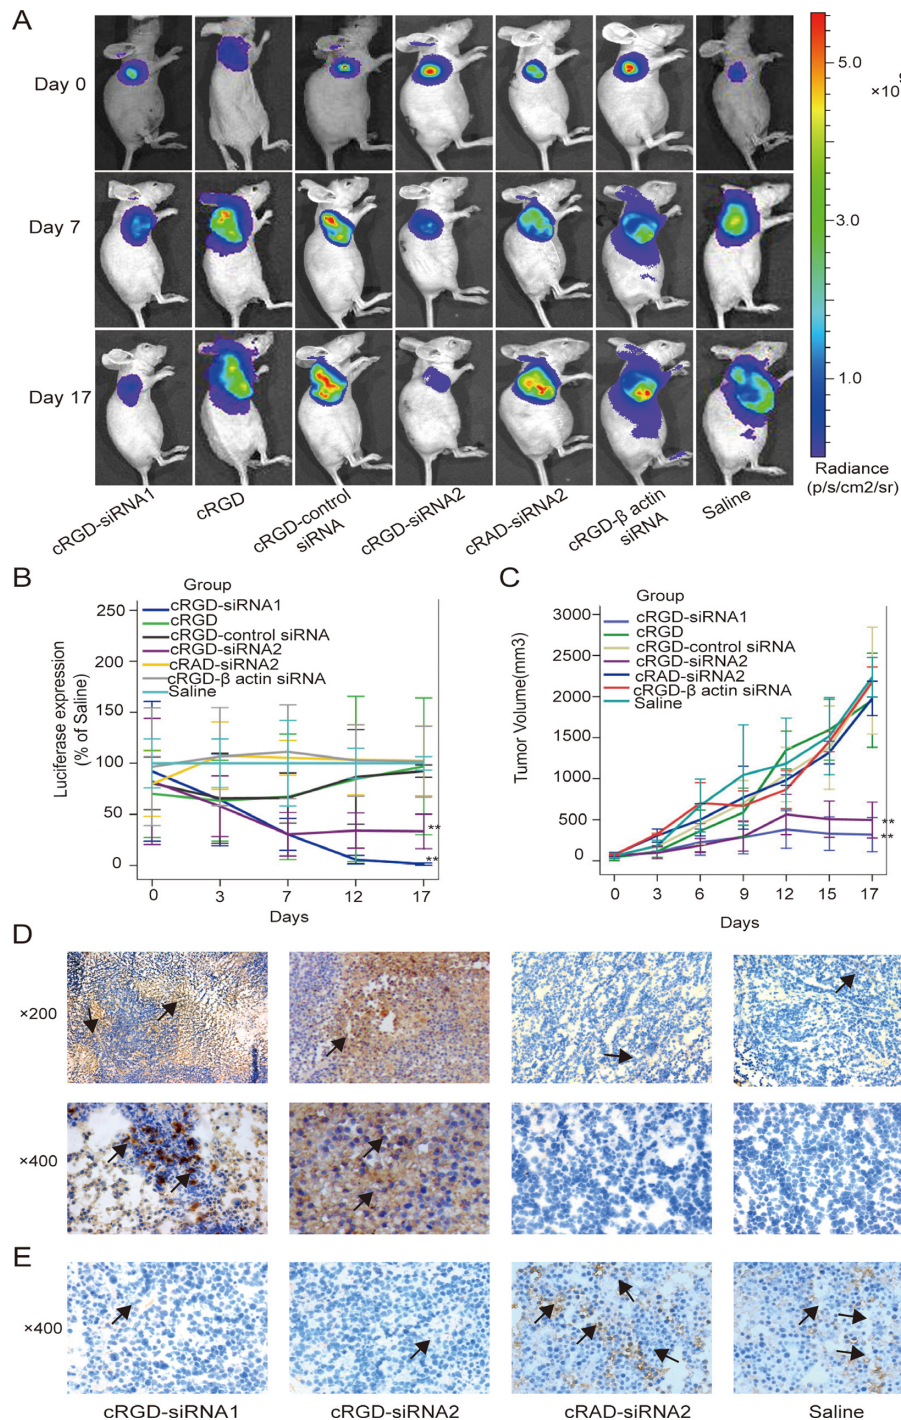 A
Day 0
Day 7
Day 17
5.0
×10
9
3.0
1.0
Radiance
(p/s/cm2/sr)
cRGD-siRNA1
cRGD
cRGD-control
siRNA
cRGD-siRNA2
cRAD-siRNA2
cRGD-β actin
siRNA
Saline
B
Group
cRGD-siRNA1
cRGD
cRGD-control siRNA
cRGD-siRNA2
cRAD-siRNA2
cRGD-β actin siRNA
Saline
Luciferase expression
(% of Saline)
250
200
150
100
50
0
**
**
0 3 7 12 17
Days
C
Group
cRGD-siRNA1
cRGD
cRGD-control siRNA
cRGD-siRNA2
cRAD-siRNA2
cRGD-β actin siRNA
Saline
Tumor Volume(mm3)
3000
2500
2000
1500
1000
500
0
**
**
0 3 6 9 12 15 17
Days
D
×200
×400
E
×400
cRGD-siRNA1
cRGD-siRNA2
cRAD-siRNA2
Saline